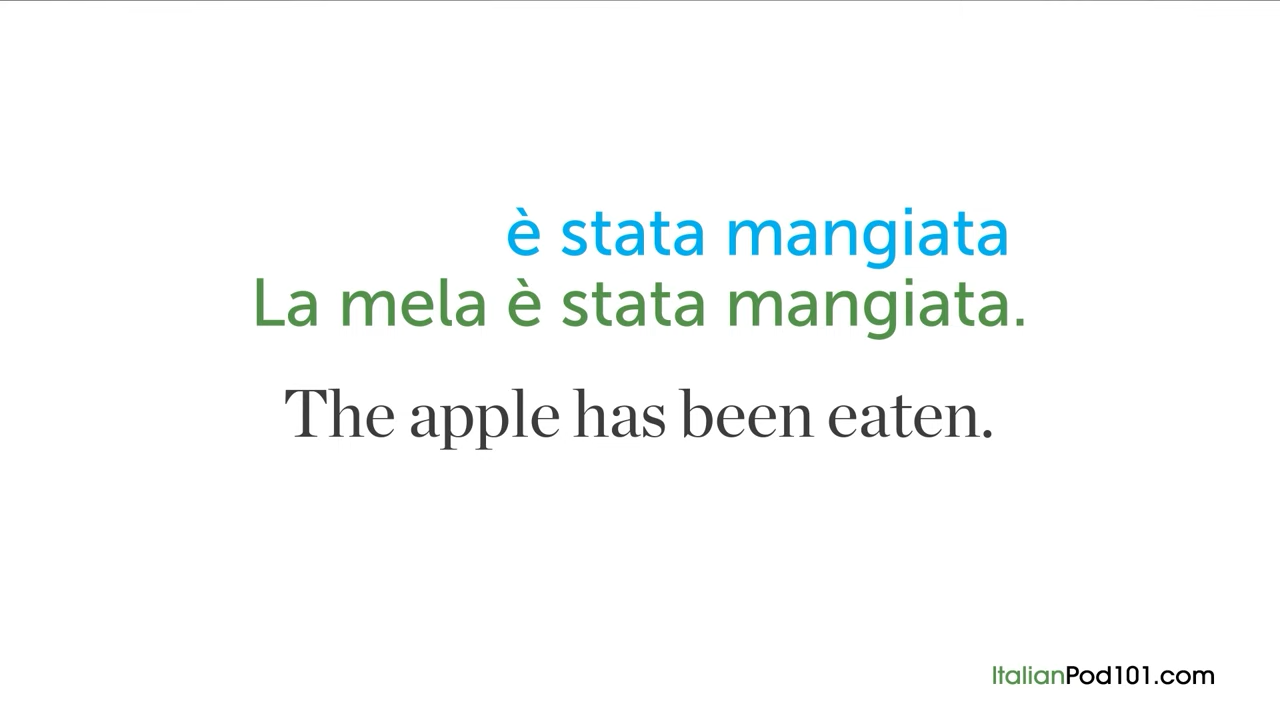 è stata mangiata
La mela è stata mangiata.
The apple has been eaten.
ItalianPod101.com